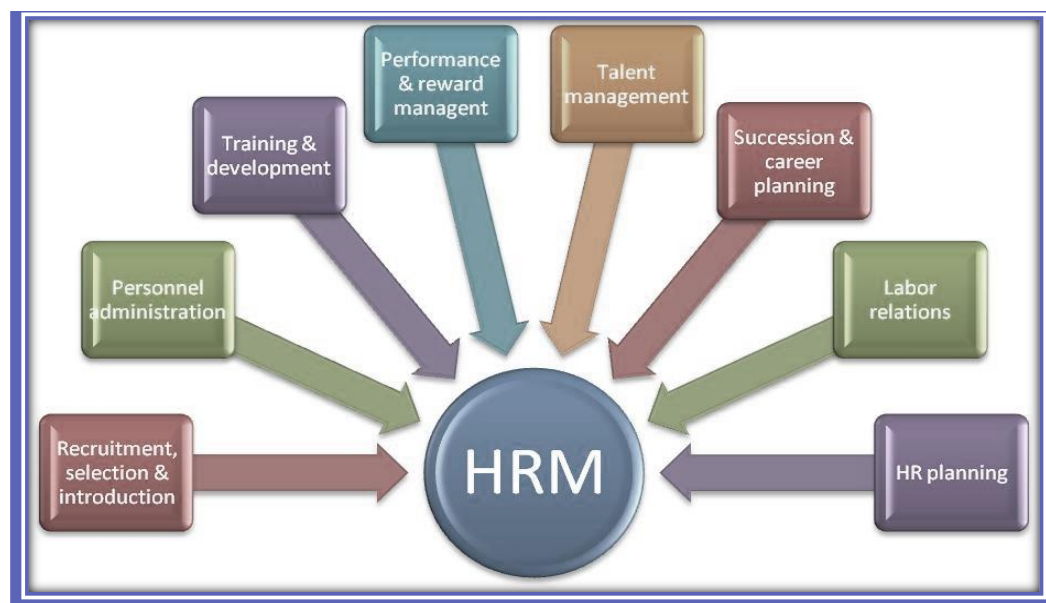 Performance
& reward
managent
Talent
management
Training &
development
Succession &
career
planning
Personnel
administration
Labor
relations
Recruitment,
selection &
introduction
HRM
HR planning